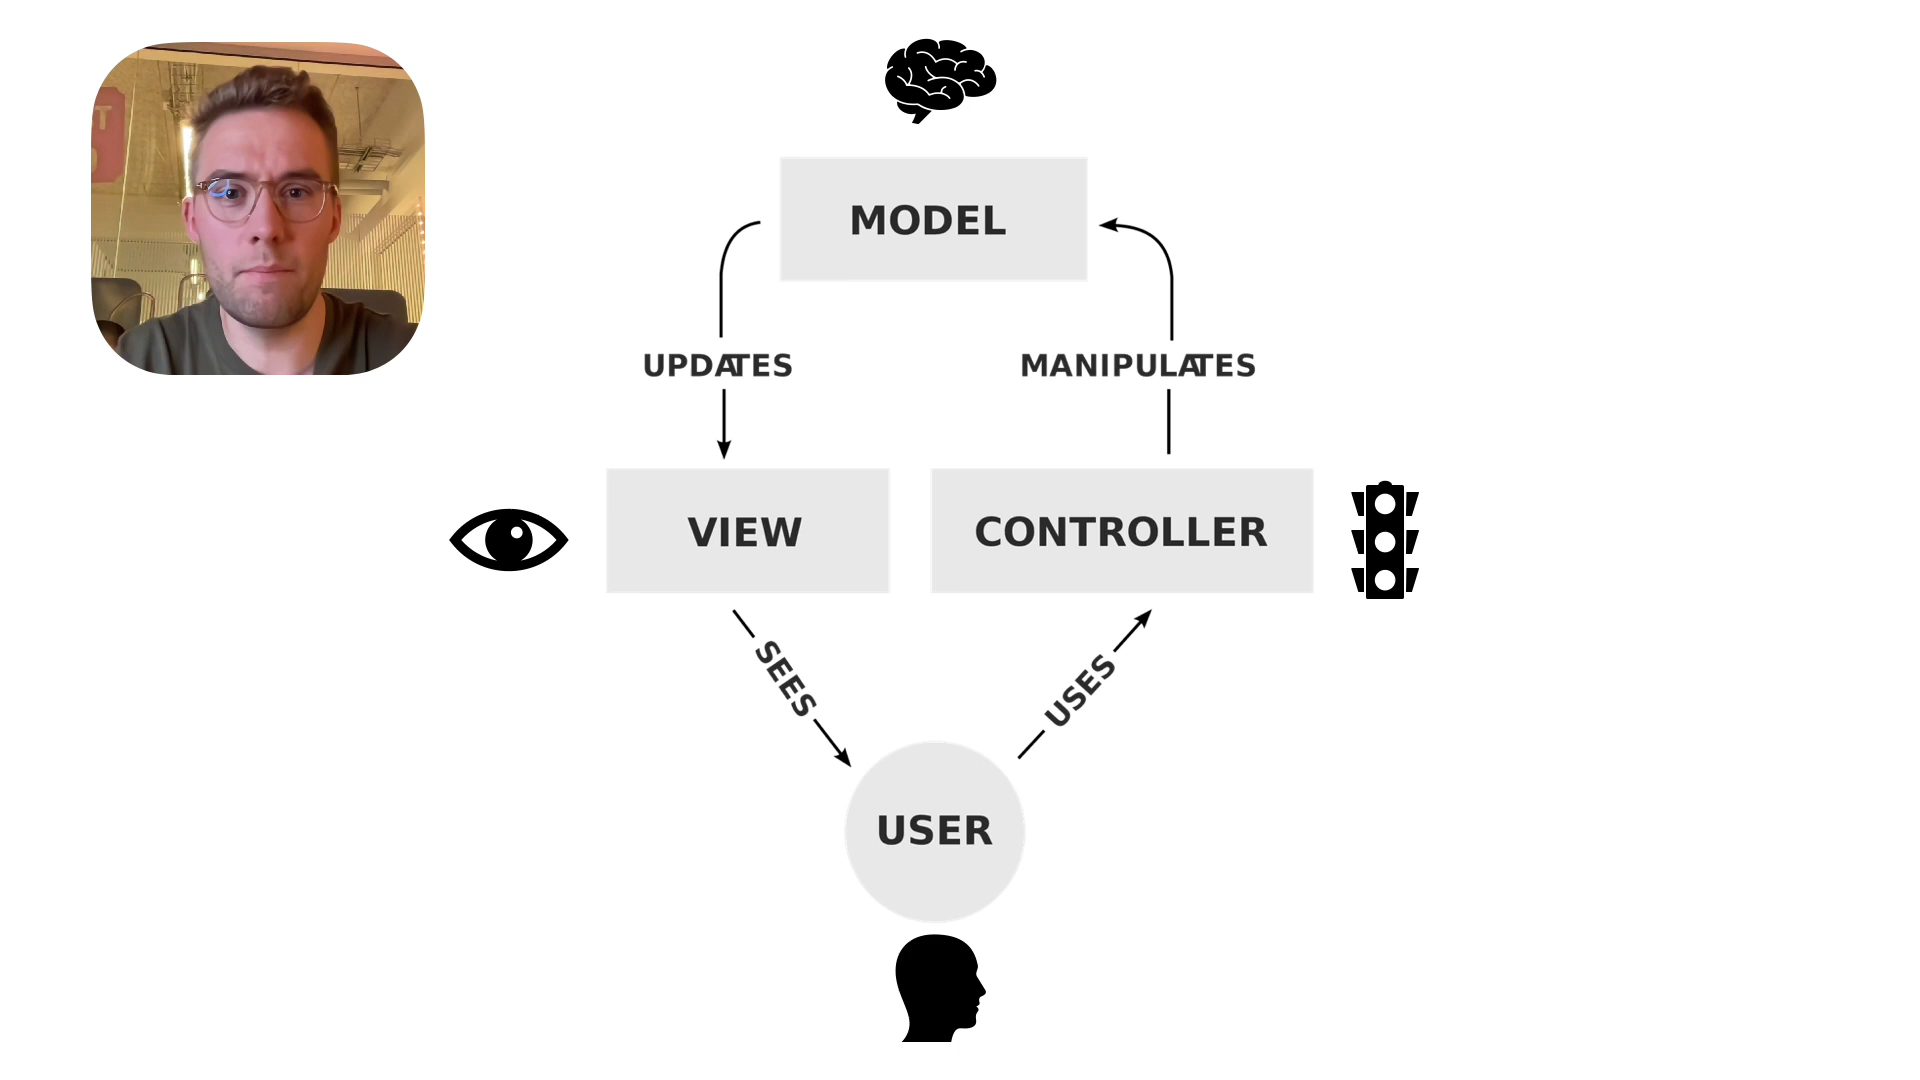 MODEL
UPDATES
MANIPULATES
VIEW
CONTROLLER
SEES
USES
USER